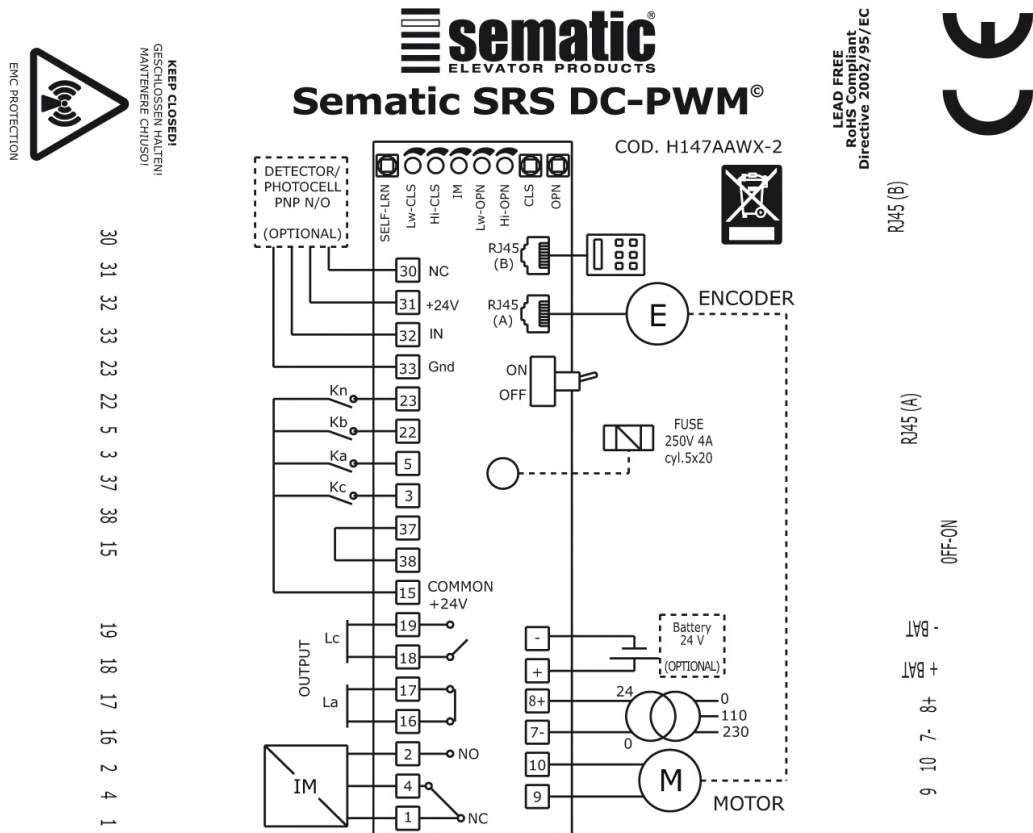 sematic®
ELEVATOR PRODUCTS
Sematic SRS DC-PWM©
EMC PROTECTION
KEEP CLOSED!
GESCHLOSSEN HALTEN!
MANTENERE CHIUSO!
LEAD FREE
RoHS Compliant
Directive 2002/95/EC
CE
COD. H147AAWX-2
DETECTOR/
PHOTOCELL
PNP N/O
(OPTIONAL)
SELF-LRN
Lw-CLS
Hi-CLS
IM
Lw-OPN
Hi-OPN
CLS
OPN
30 NC
31 +24V
32 IN
33 Gnd
Kn 23
Kb 22
Ka 5
Kc 3
37
38
15 COMMON
+24V
OUTPUT
Lc
19
18
La
17
16
IM
2 NO
4
1 NC
RJ45
(B)
RJ45
(A)
E
ENCODER
ON
OFF
FUSE
250V 4A
cyl.5x20
-
+
Battery
24 V
(OPTIONAL)
8+
24
0
110
230
7-
0
10
9
M
MOTOR
30
31
32
33
23
22
5
3
37
38
15
19
18
17
16
2
4
1
RJ45 (B)
RJ45 (A)
OFF-ON
- BAT
+ BAT
8+
7-
10
9